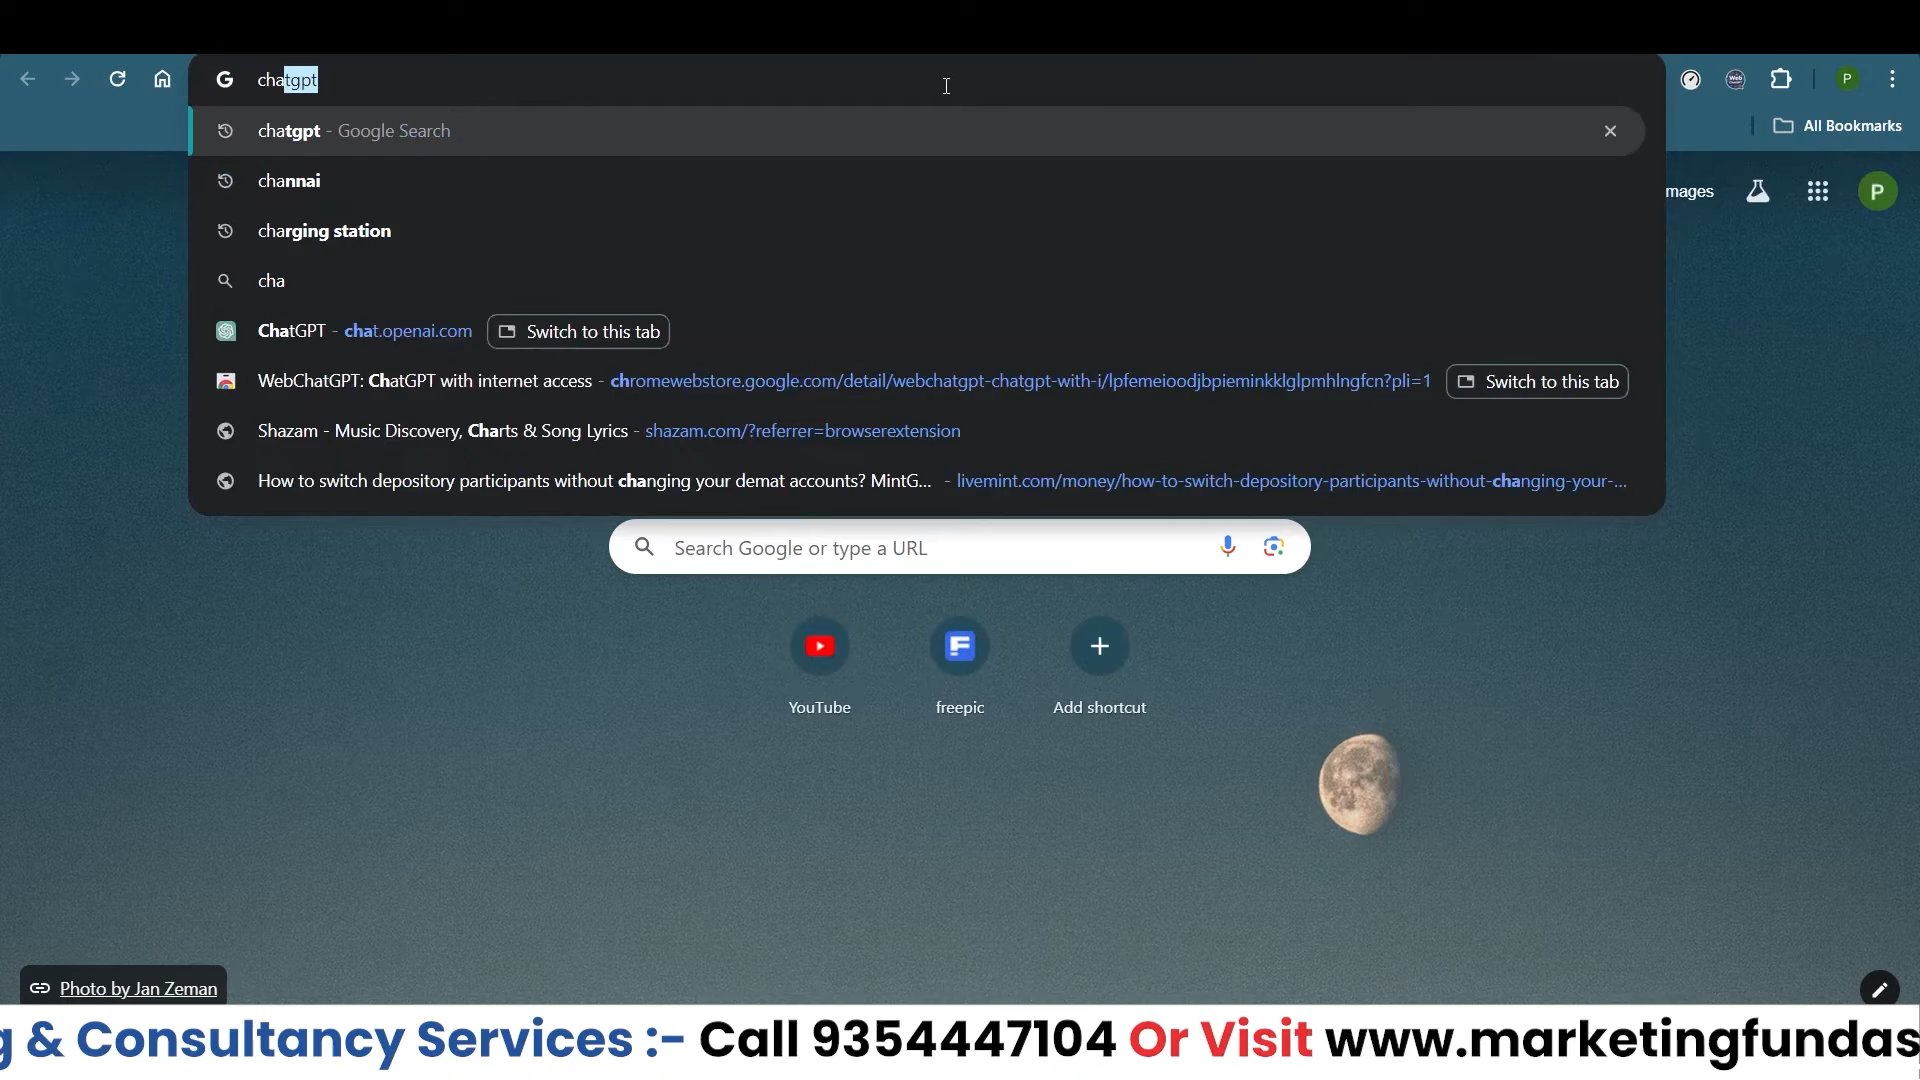 chatgpt
chatgpt - Google Search
All Bookmarks
channai
mages
P
charging station
cha
ChatGPT - chat.openai.com Switch to this tab
WebChatGPT: ChatGPT with internet access - chromewebstore.google.com/detail/webchatgpt-chatgpt-with-i/lpfemeioodjbpieminkklglpmhlngfcn?pli=1 Switch to this tab
Shazam - Music Discovery, Charts & Song Lyrics - shazam.com/?referrer=browserextension
How to switch depository participants without changing your demat accounts? MintG... - livemint.com/money/how-to-switch-depository-participants-without-changing-your-...
Search Google or type a URL
YouTube freepic Add shortcut
Photo by Jan Zeman
g & Consultancy Services :- Call 9354447104 Or Visit www.marketingfundas